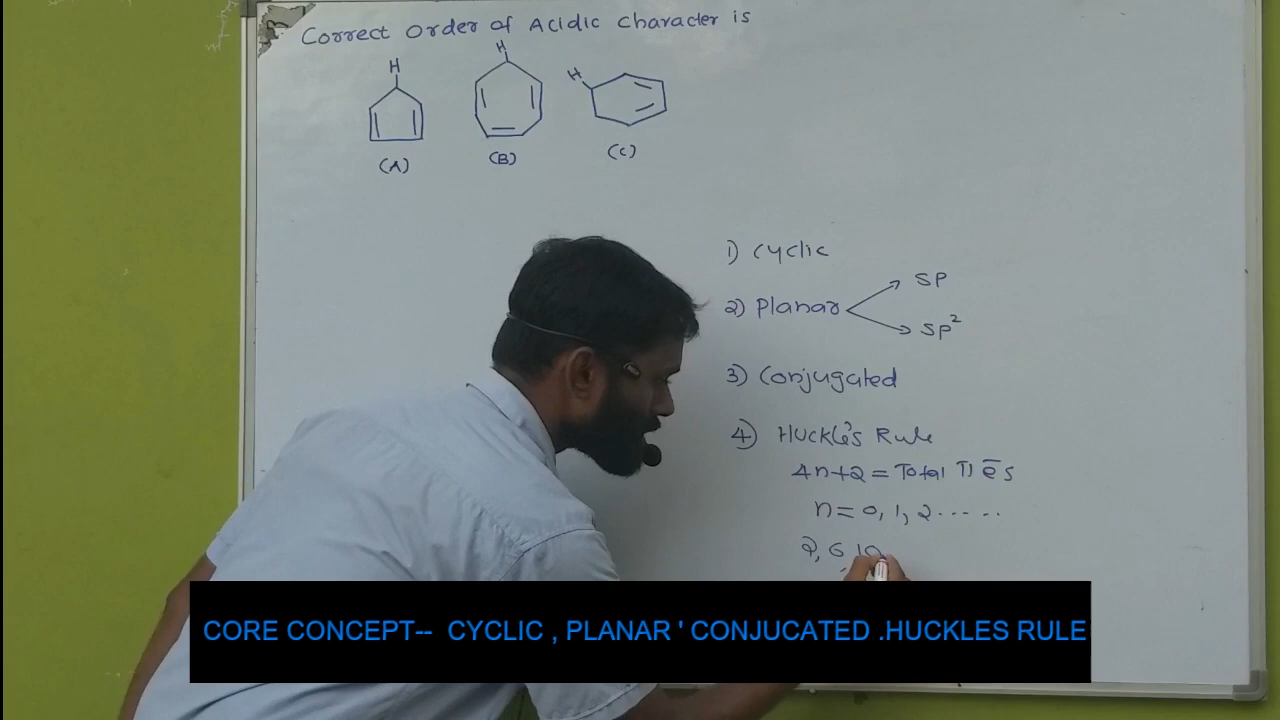 Correct Order of Acidic Character is
H
H
H
(A)
(B)
(C)
1) Cyclic
2) Planar
SP
SP²
3) Conjugated
4) Huckle's Rule
4n+2 = Total Π ē s
n = 0, 1, 2 .....
2, 6, 10
CORE CONCEPT-- CYCLIC , PLANAR ' CONJUCATED .HUCKLES RULE